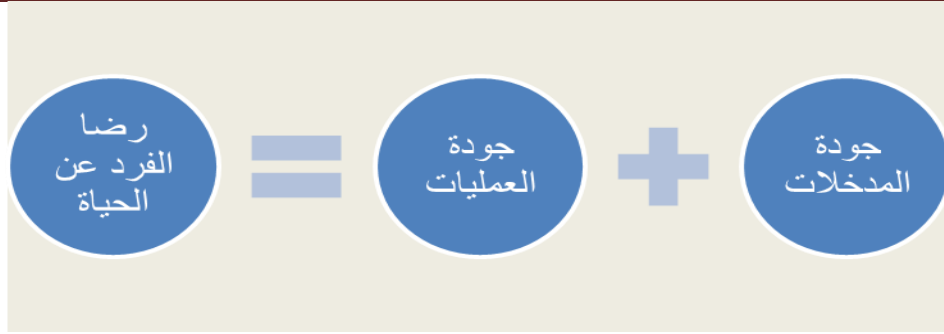 جودة
المدخلات
+
جودة
العمليات
=
رضا
الفرد عن
الحياة